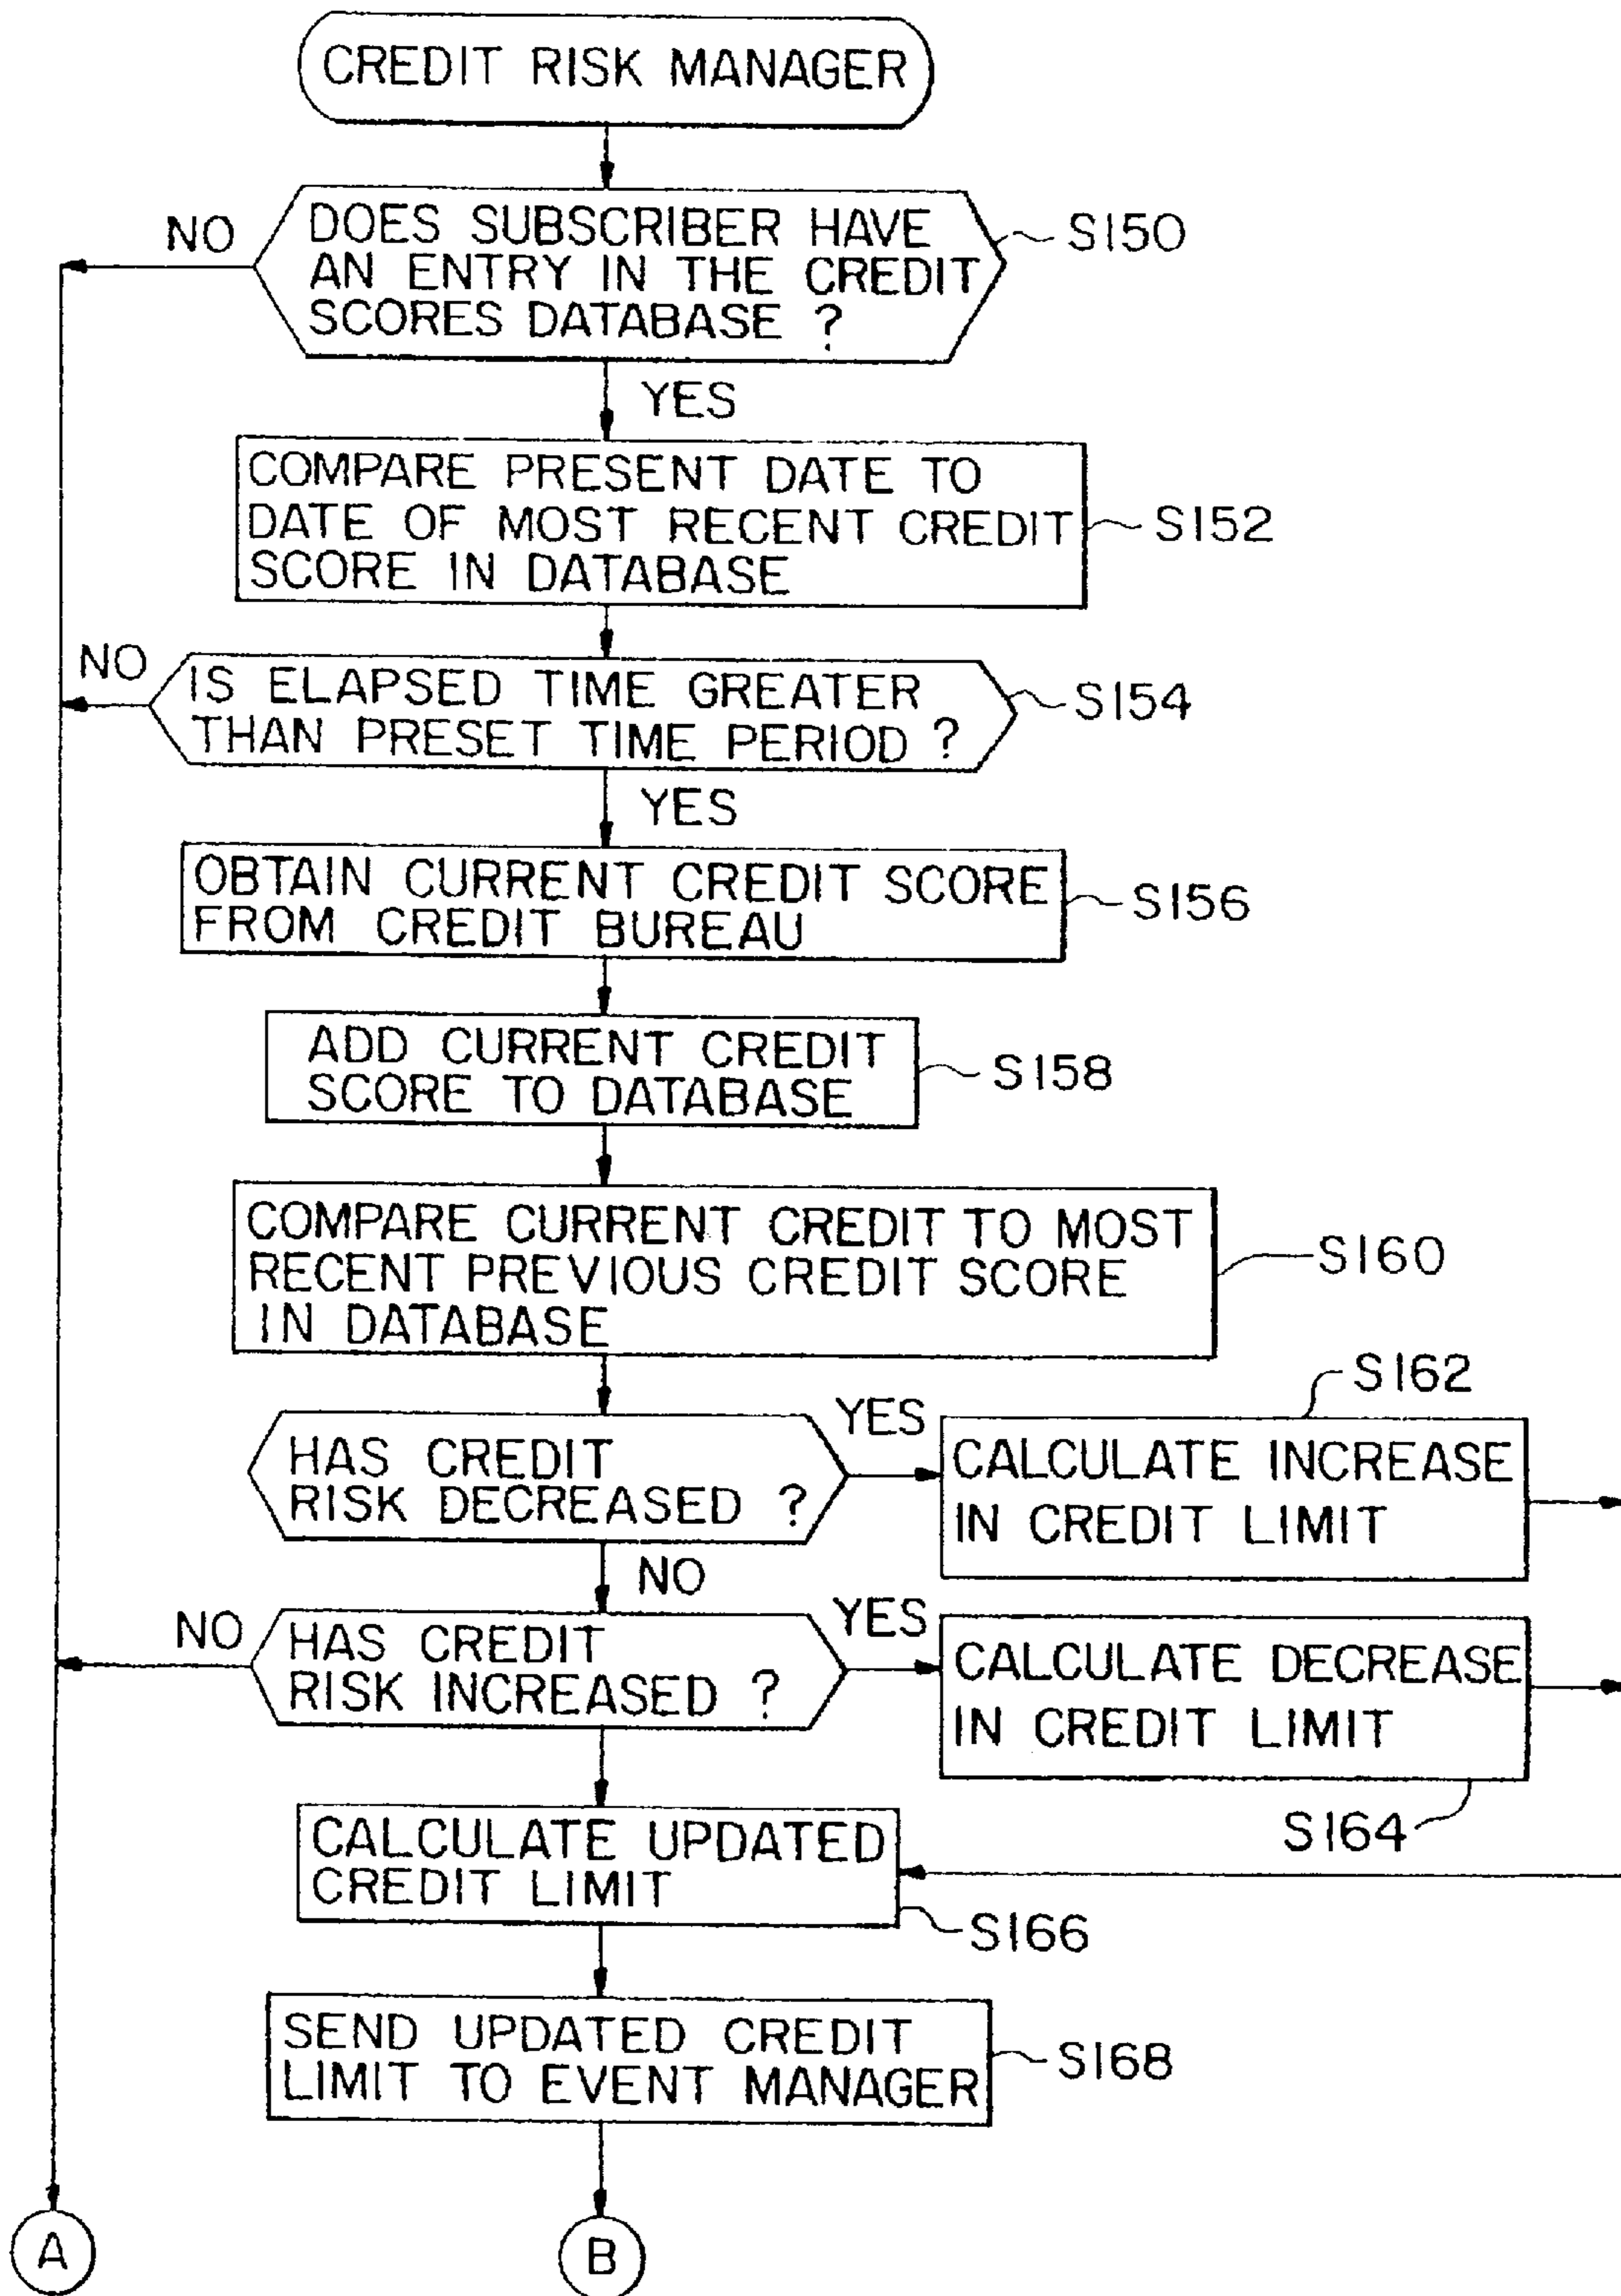 CREDIT RISK MANAGER
NO
DOES SUBSCRIBER HAVE
AN ENTRY IN THE CREDIT
SCORES DATABASE ?
S150
YES
COMPARE PRESENT DATE TO
DATE OF MOST RECENT CREDIT
SCORE IN DATABASE
S152
NO
IS ELAPSED TIME GREATER
THAN PRESET TIME PERIOD ?
S154
YES
OBTAIN CURRENT CREDIT SCORE
FROM CREDIT BUREAU
S156
ADD CURRENT CREDIT
SCORE TO DATABASE
S158
COMPARE CURRENT CREDIT TO MOST
RECENT PREVIOUS CREDIT SCORE
IN DATABASE
S160
HAS CREDIT
RISK DECREASED ?
YES
S162
CALCULATE INCREASE
IN CREDIT LIMIT
NO
NO
HAS CREDIT
RISK INCREASED ?
YES
CALCULATE DECREASE
IN CREDIT LIMIT
S164
CALCULATE UPDATED
CREDIT LIMIT
S166
SEND UPDATED CREDIT
LIMIT TO EVENT MANAGER
S168
A
B